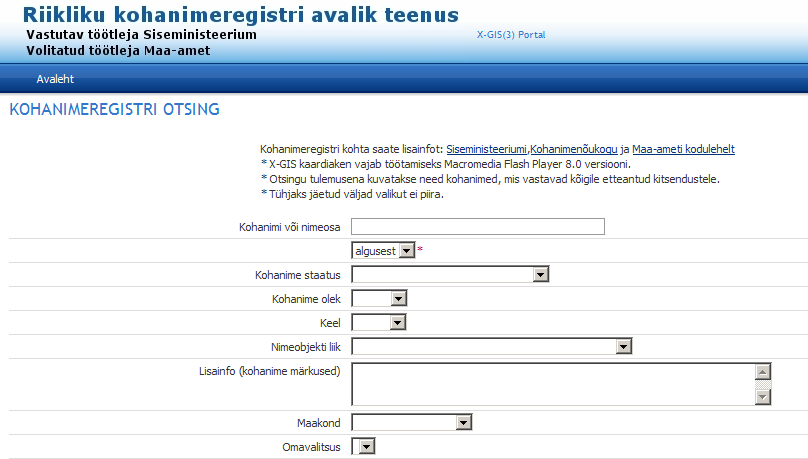 Riikliku kohanimeregistri avalik teenus
Vastutav töötleja Siseministeerium
X-GIS(3) Portal
Volitatud töötleja Maa-amet
Avaleht
KOHANIMEREGISTRI OTSING
Kohanimeregistri kohta saate lisainfot: Siseministeeriumi,Kohanimenõukogu ja Maa-ameti kodulehelt
* X-GIS kaardiaken vajab töötamiseks Macromedia Flash Player 8.0 versiooni.
* Otsingu tulemusena kuvatakse need kohanimed, mis vastavad kõigile etteantud kitsendustele.
* Tühjaks jäetud väljad valikut ei piira.
Kohanimi või nimeosa
algusest *
Kohanime staatus
Kohanime olek
Keel
Nimeobjekti liik
Lisainfo (kohanime märkused)
Maakond
Omavalitsus